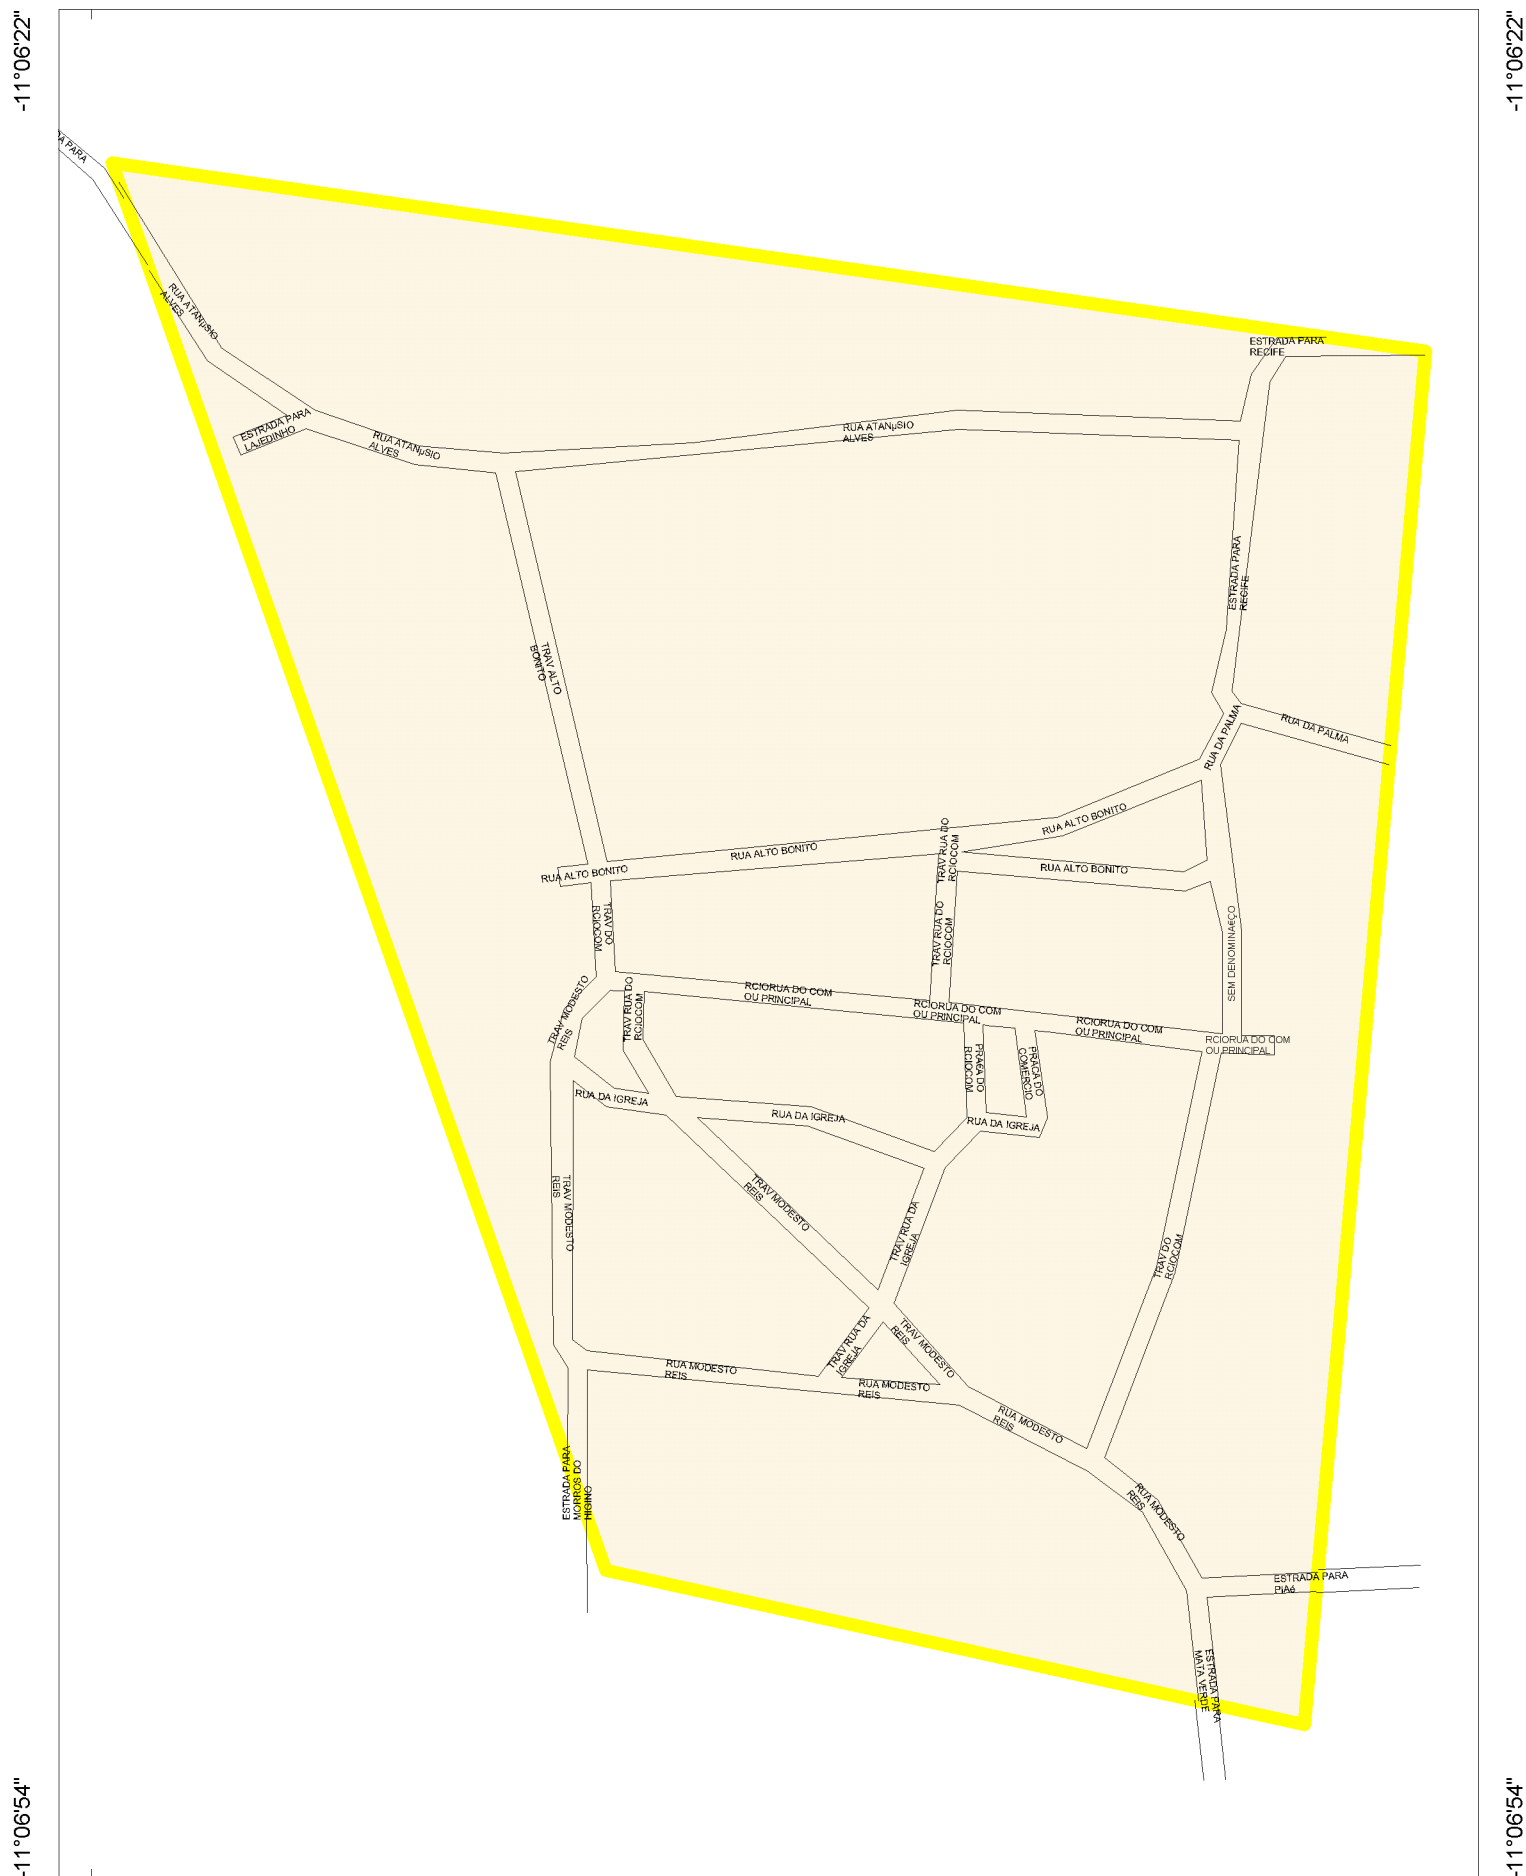 -11°06'22"
-11°06'22"
DA PARA
RUA ATANµSIO
ALVES
ESTRADA PARA
RECIFE
ESTRADA PARA
LAJEDINHO
RUA ATANµSIO
ALVES
RUA ATANµSIO
ALVES
ESTRADA PARA
RECIFE
TRAV ALTO
BONITO
RUA DA PALMA
RUA DA PALMA
RUA ALTO BONITO
RUA ALTO BONITO
RUA ALTO BONITO
RUA ALTO BONITO
TRAV RUA DO
RCIOCOM
TRAV DO
RCIOCOM
TRAV RUA DO
RCIOCOM
SEM DENOMINAÇÇO
TRAV MODESTO
REIS
TRAV RUA DO
RCIOCOM
RCIORUA DO COM
OU PRINCIPAL
RCIORUA DO COM
OU PRINCIPAL
RCIORUA DO COM
OU PRINCIPAL
RCIORUA DO COM
OU PRINCIPAL
PRACA DO
RCIOCOM
PRACA DO
COMERCIO
RUA DA IGREJA
RUA DA IGREJA
RUA DA IGREJA
TRAV MODESTO
REIS
TRAV MODESTO
REIS
TRAV RUA DA
IGREJA
TRAV DO
RCIOCOM
TRAV RUA DA
IGREJA
TRAV MODESTO
REIS
RUA MODESTO
REIS
RUA MODESTO
REIS
RUA MODESTO
REIS
ESTRADA PARA
MORROS DO
HIGINO
RUA MODESTO
REIS
ESTRADA PARA
PIAé
ESTRADA PARA
MATA VERDE
-11°06'54"
-11°06'54"